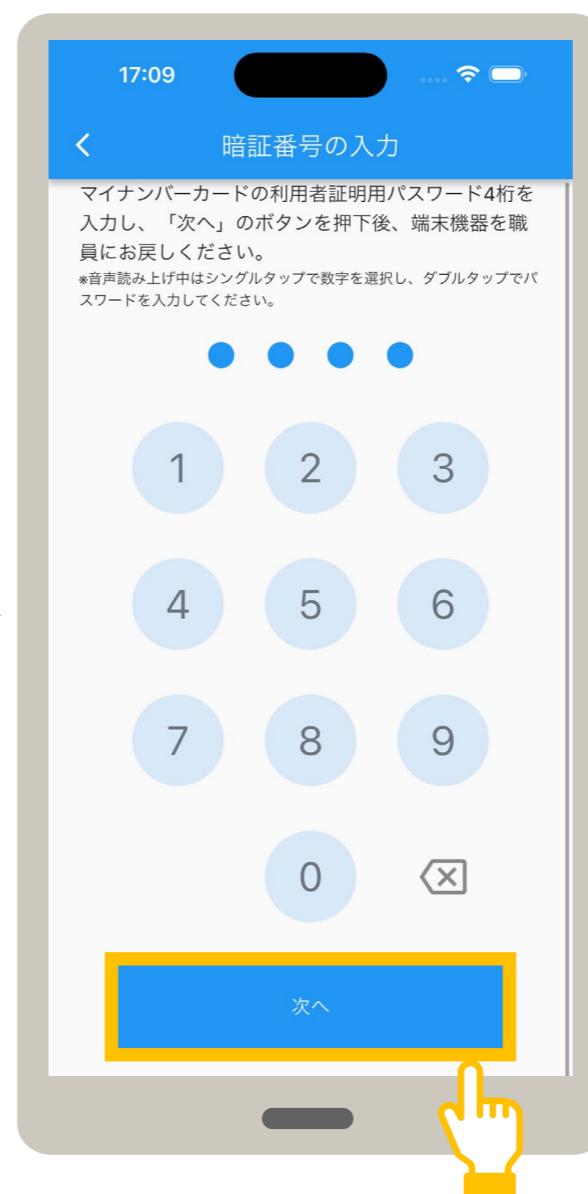 17:09
暗証番号の入力
マイナンバーカードの利用者証明用パスワード4桁を
入力し、「次へ」のボタンを押下後、端末機器を職
員にお戻しください。
※音声読み上げ中はシングルタップで数字を選択し、ダブルタップでパ
スワードを入力してください。
1 2 3
4 5 6
7 8 9
0
次へ